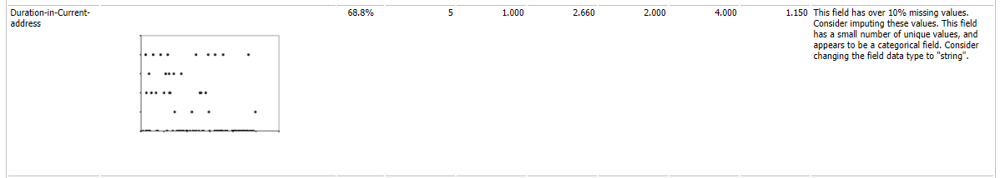 Duration-in-Current- 68.8% 5 1.000 2.660 2.000 4.000 1.150 This field has over 10% missing values.
address Consider imputing these values. This field
has a small number of unique values, and
appears to be a categorical field. Consider
changing the field data type to "string".